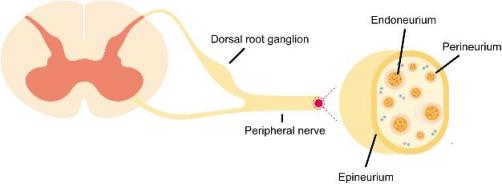 Endoneurium
Dorsal root ganglion
Perineurium
Peripheral nerve
Epineurium